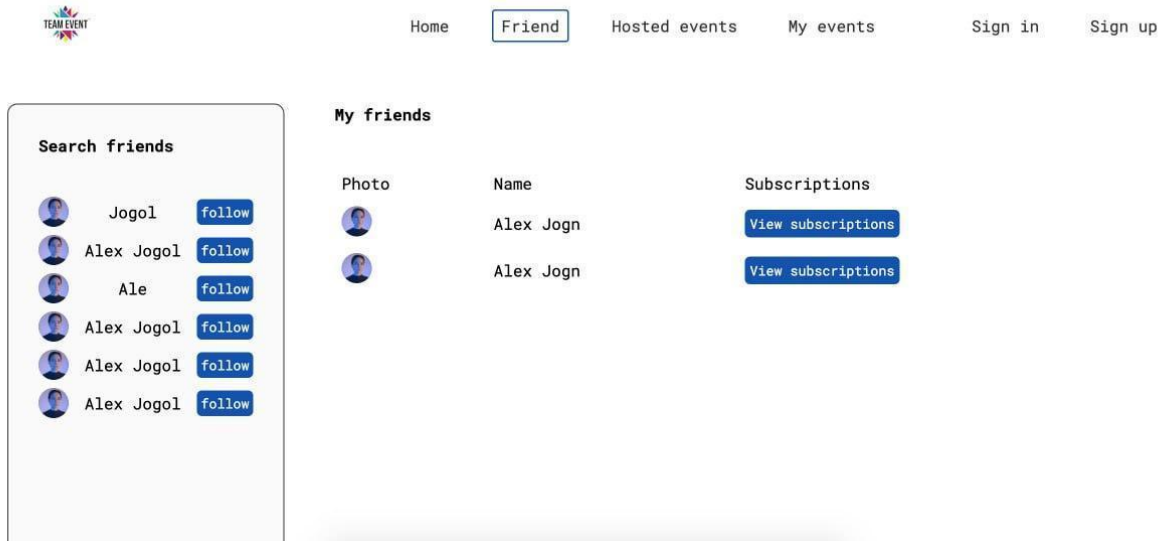 TEAM EVENT
Home Friend Hosted events My events Sign in Sign up
Search friends
Jogol follow
Alex Jogol follow
Ale follow
Alex Jogol follow
Alex Jogol follow
Alex Jogol follow
My friends
Photo Name Subscriptions
Alex Jogn View subscriptions
Alex Jogn View subscriptions